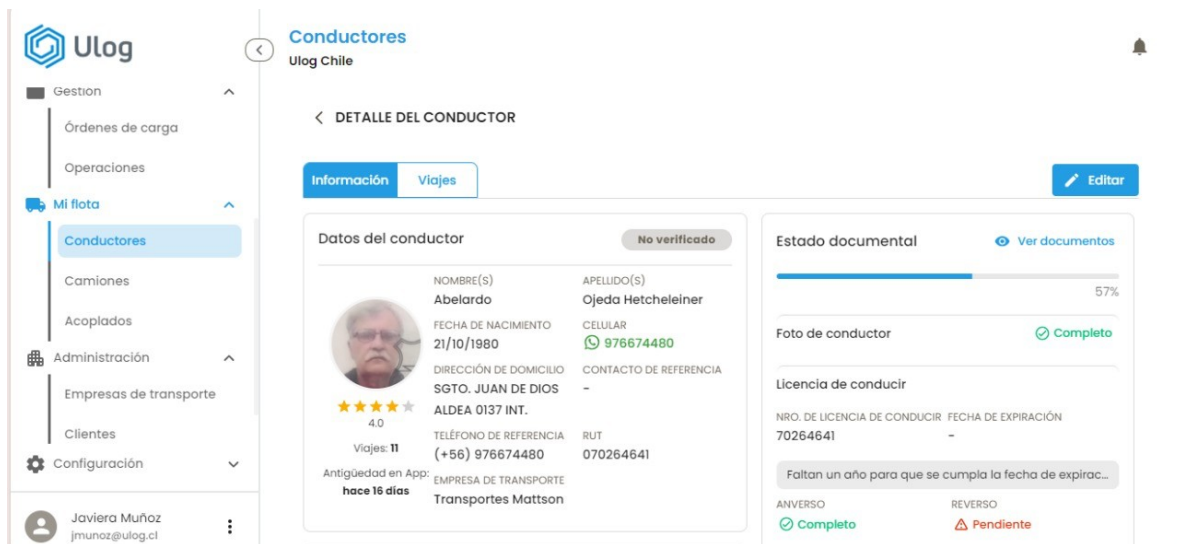 Ulog
Gestion
Órdenes de carga
Operaciones
Mi flota
Conductores
Camiones
Acoplados
Administración
Empresas de transporte
Clientes
Configuración
Javiera Muñoz
jmunoz@ulog.cl
Conductores
Ulog Chile
DETALLE DEL CONDUCTOR
Información
Viajes
Editar
Datos del conductor
No verificado
4.0
Viajes: 11
Antigüedad en App:
hace 16 días
NOMBRE(S)
Abelardo
APELLIDO(S)
Ojeda Hetcheleiner
FECHA DE NACIMIENTO
21/10/1980
CELULAR
976674480
DIRECCIÓN DE DOMICILIO
SGTO. JUAN DE DIOS
ALDEA 0137 INT.
CONTACTO DE REFERENCIA
-
TELÉFONO DE REFERENCIA
(+56) 976674480
RUT
070264641
EMPRESA DE TRANSPORTE
Transportes Mattson
Estado documental
Ver documentos
57%
Foto de conductor
Completo
Licencia de conducir
NRO. DE LICENCIA DE CONDUCIR
70264641
FECHA DE EXPIRACIÓN
-
Faltan un año para que se cumpla la fecha de expirac...
ANVERSO
Completo
REVERSO
Pendiente